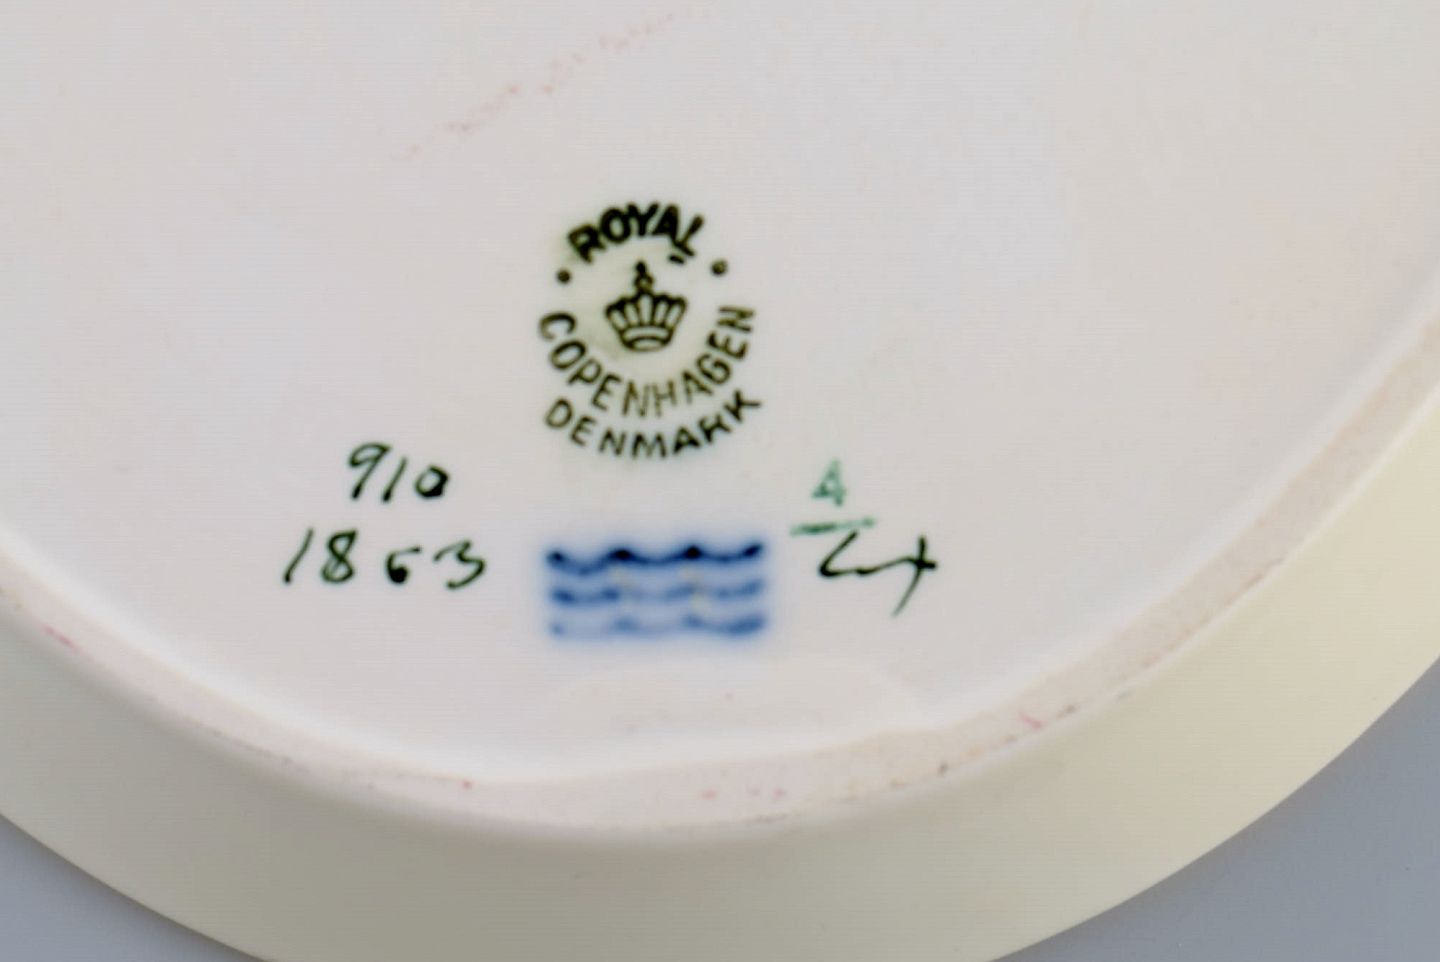 ROYAL
COPENHAGEN
DENMARK
910
1863
4